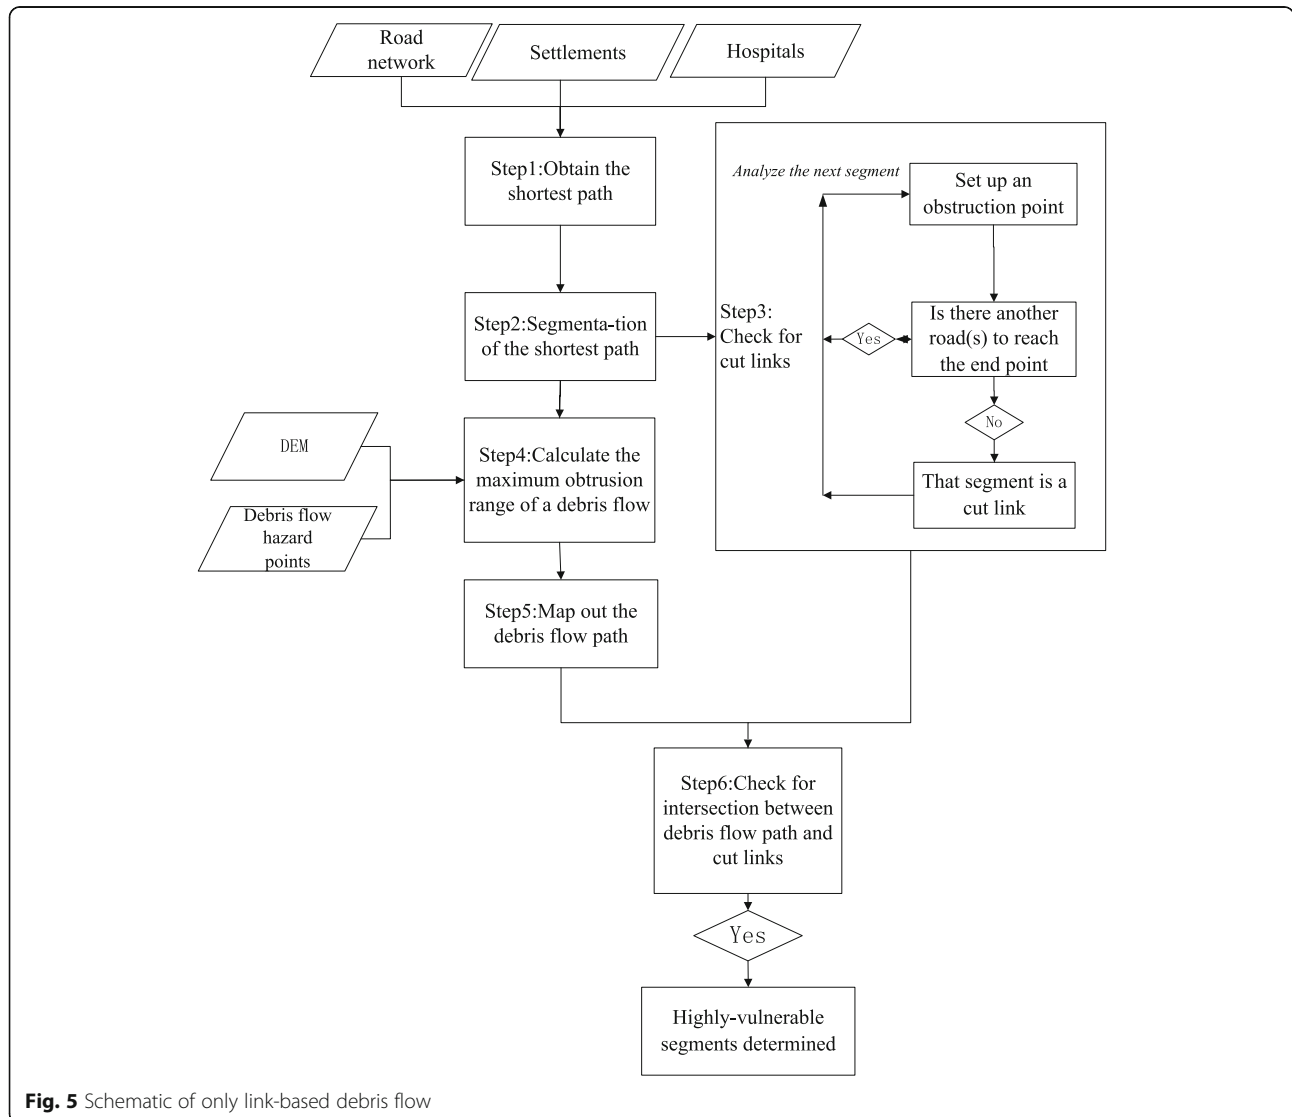 Road
network
Settlements
Hospitals
Step1:Obtain the
shortest path
Step2:Segmenta-tion
of the shortest path
Step3:
Check for
cut links
Analyze the next segment
Set up an
obstruction point
Is there another
road(s) to reach
the end point
Yes
No
That segment is a
cut link
DEM
Debris flow
hazard
points
Step4:Calculate the
maximum obtrusion
range of a debris flow
Step5:Map out the
debris flow path
Step6:Check for
intersection between
debris flow path and
cut links
Yes
Highly-vulnerable
segments determined
Fig. 5 Schematic of only link-based debris flow